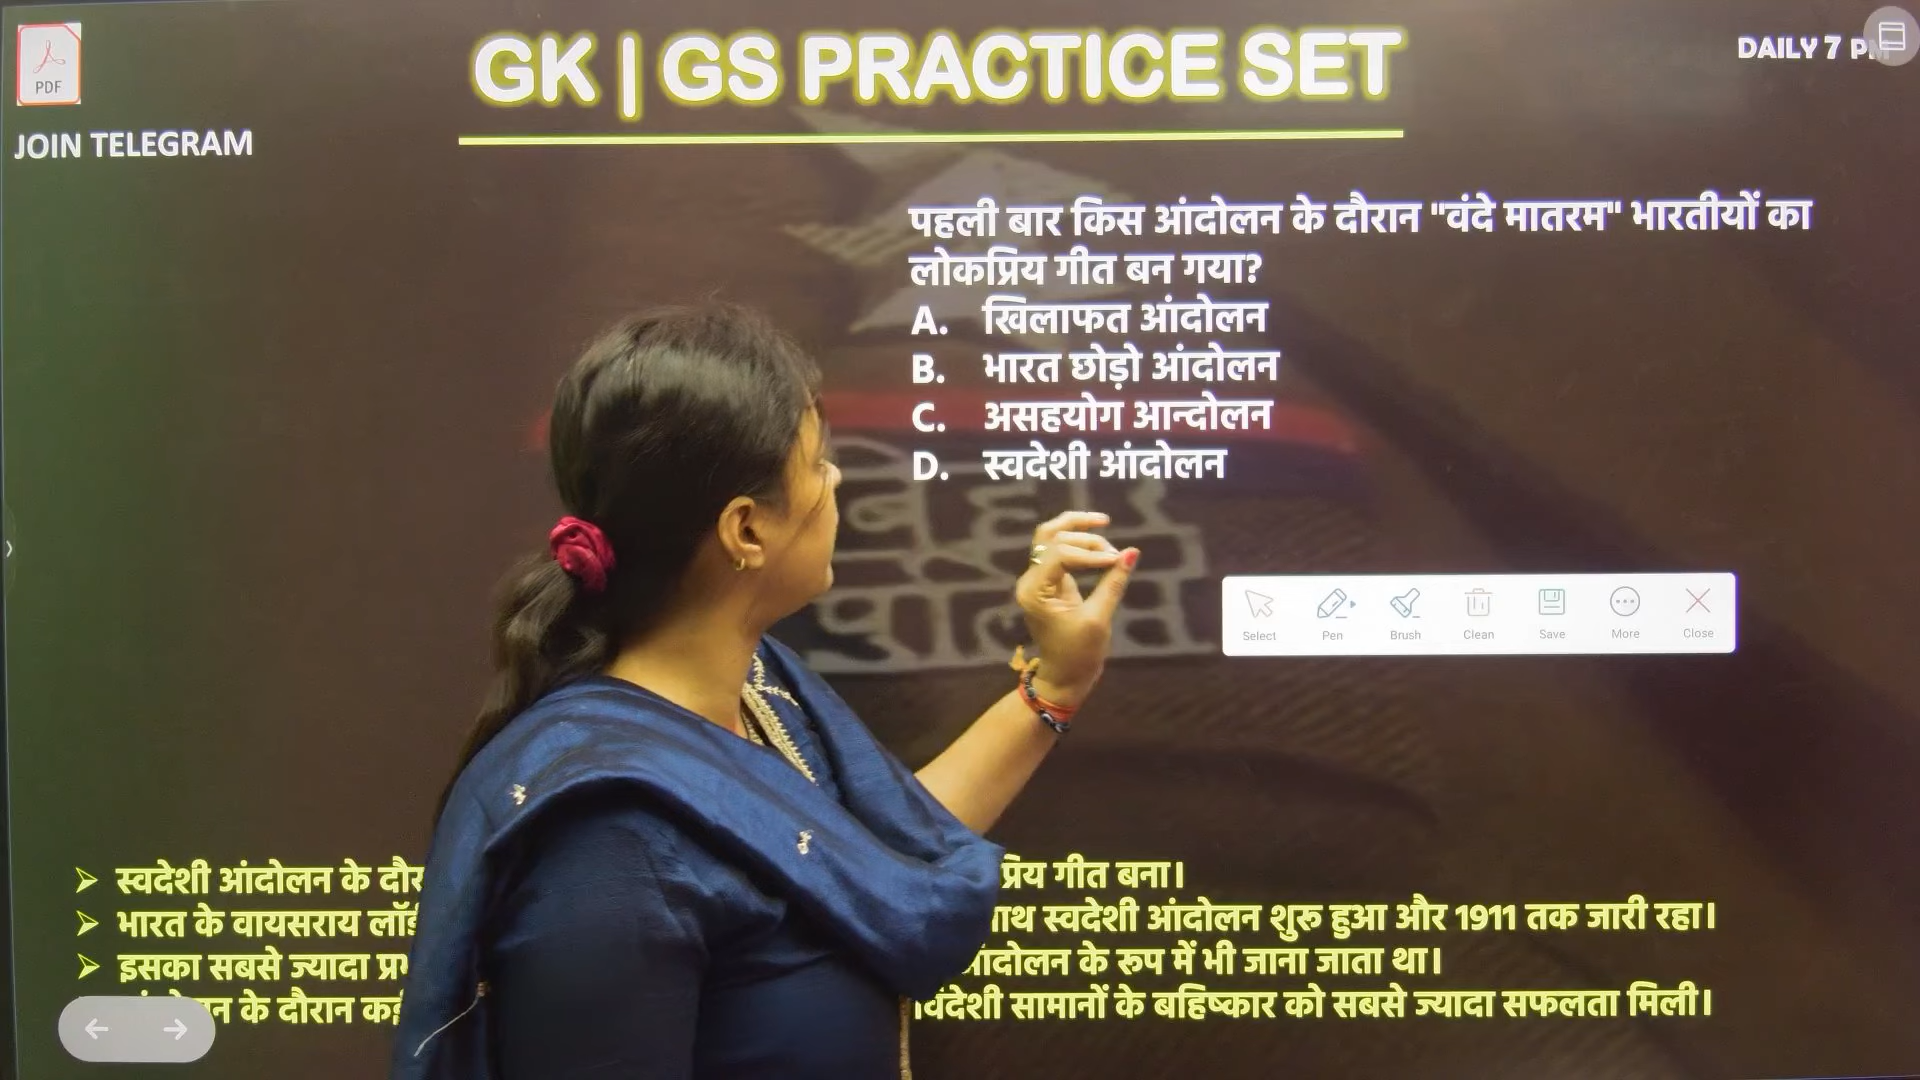 PDF
GK | GS PRACTICE SET
DAILY 7 PM
JOIN TELEGRAM
पहली बार किस आंदोलन के दौरान "वंदे मातरम" भारतीयों का
लोकप्रिय गीत बन गया?
A. खिलाफत आंदोलन
B. भारत छोड़ो आंदोलन
C. असहयोग आन्दोलन
D. स्वदेशी आंदोलन
बिहार
पुलिस
Select Pen Brush Clean Save More Close
➢ स्वदेशी आंदोलन के गीत बना।
➢ भारत के वायसराय स्वदेशी आंदोलन शुरू हुआ और 1911 तक जारी रहा।
➢ इसका सबसे ज्यादा के रूप में भी जाना जाता था।
के दौरान सामानों के बहिष्कार को सबसे ज्यादा सफलता मिली।